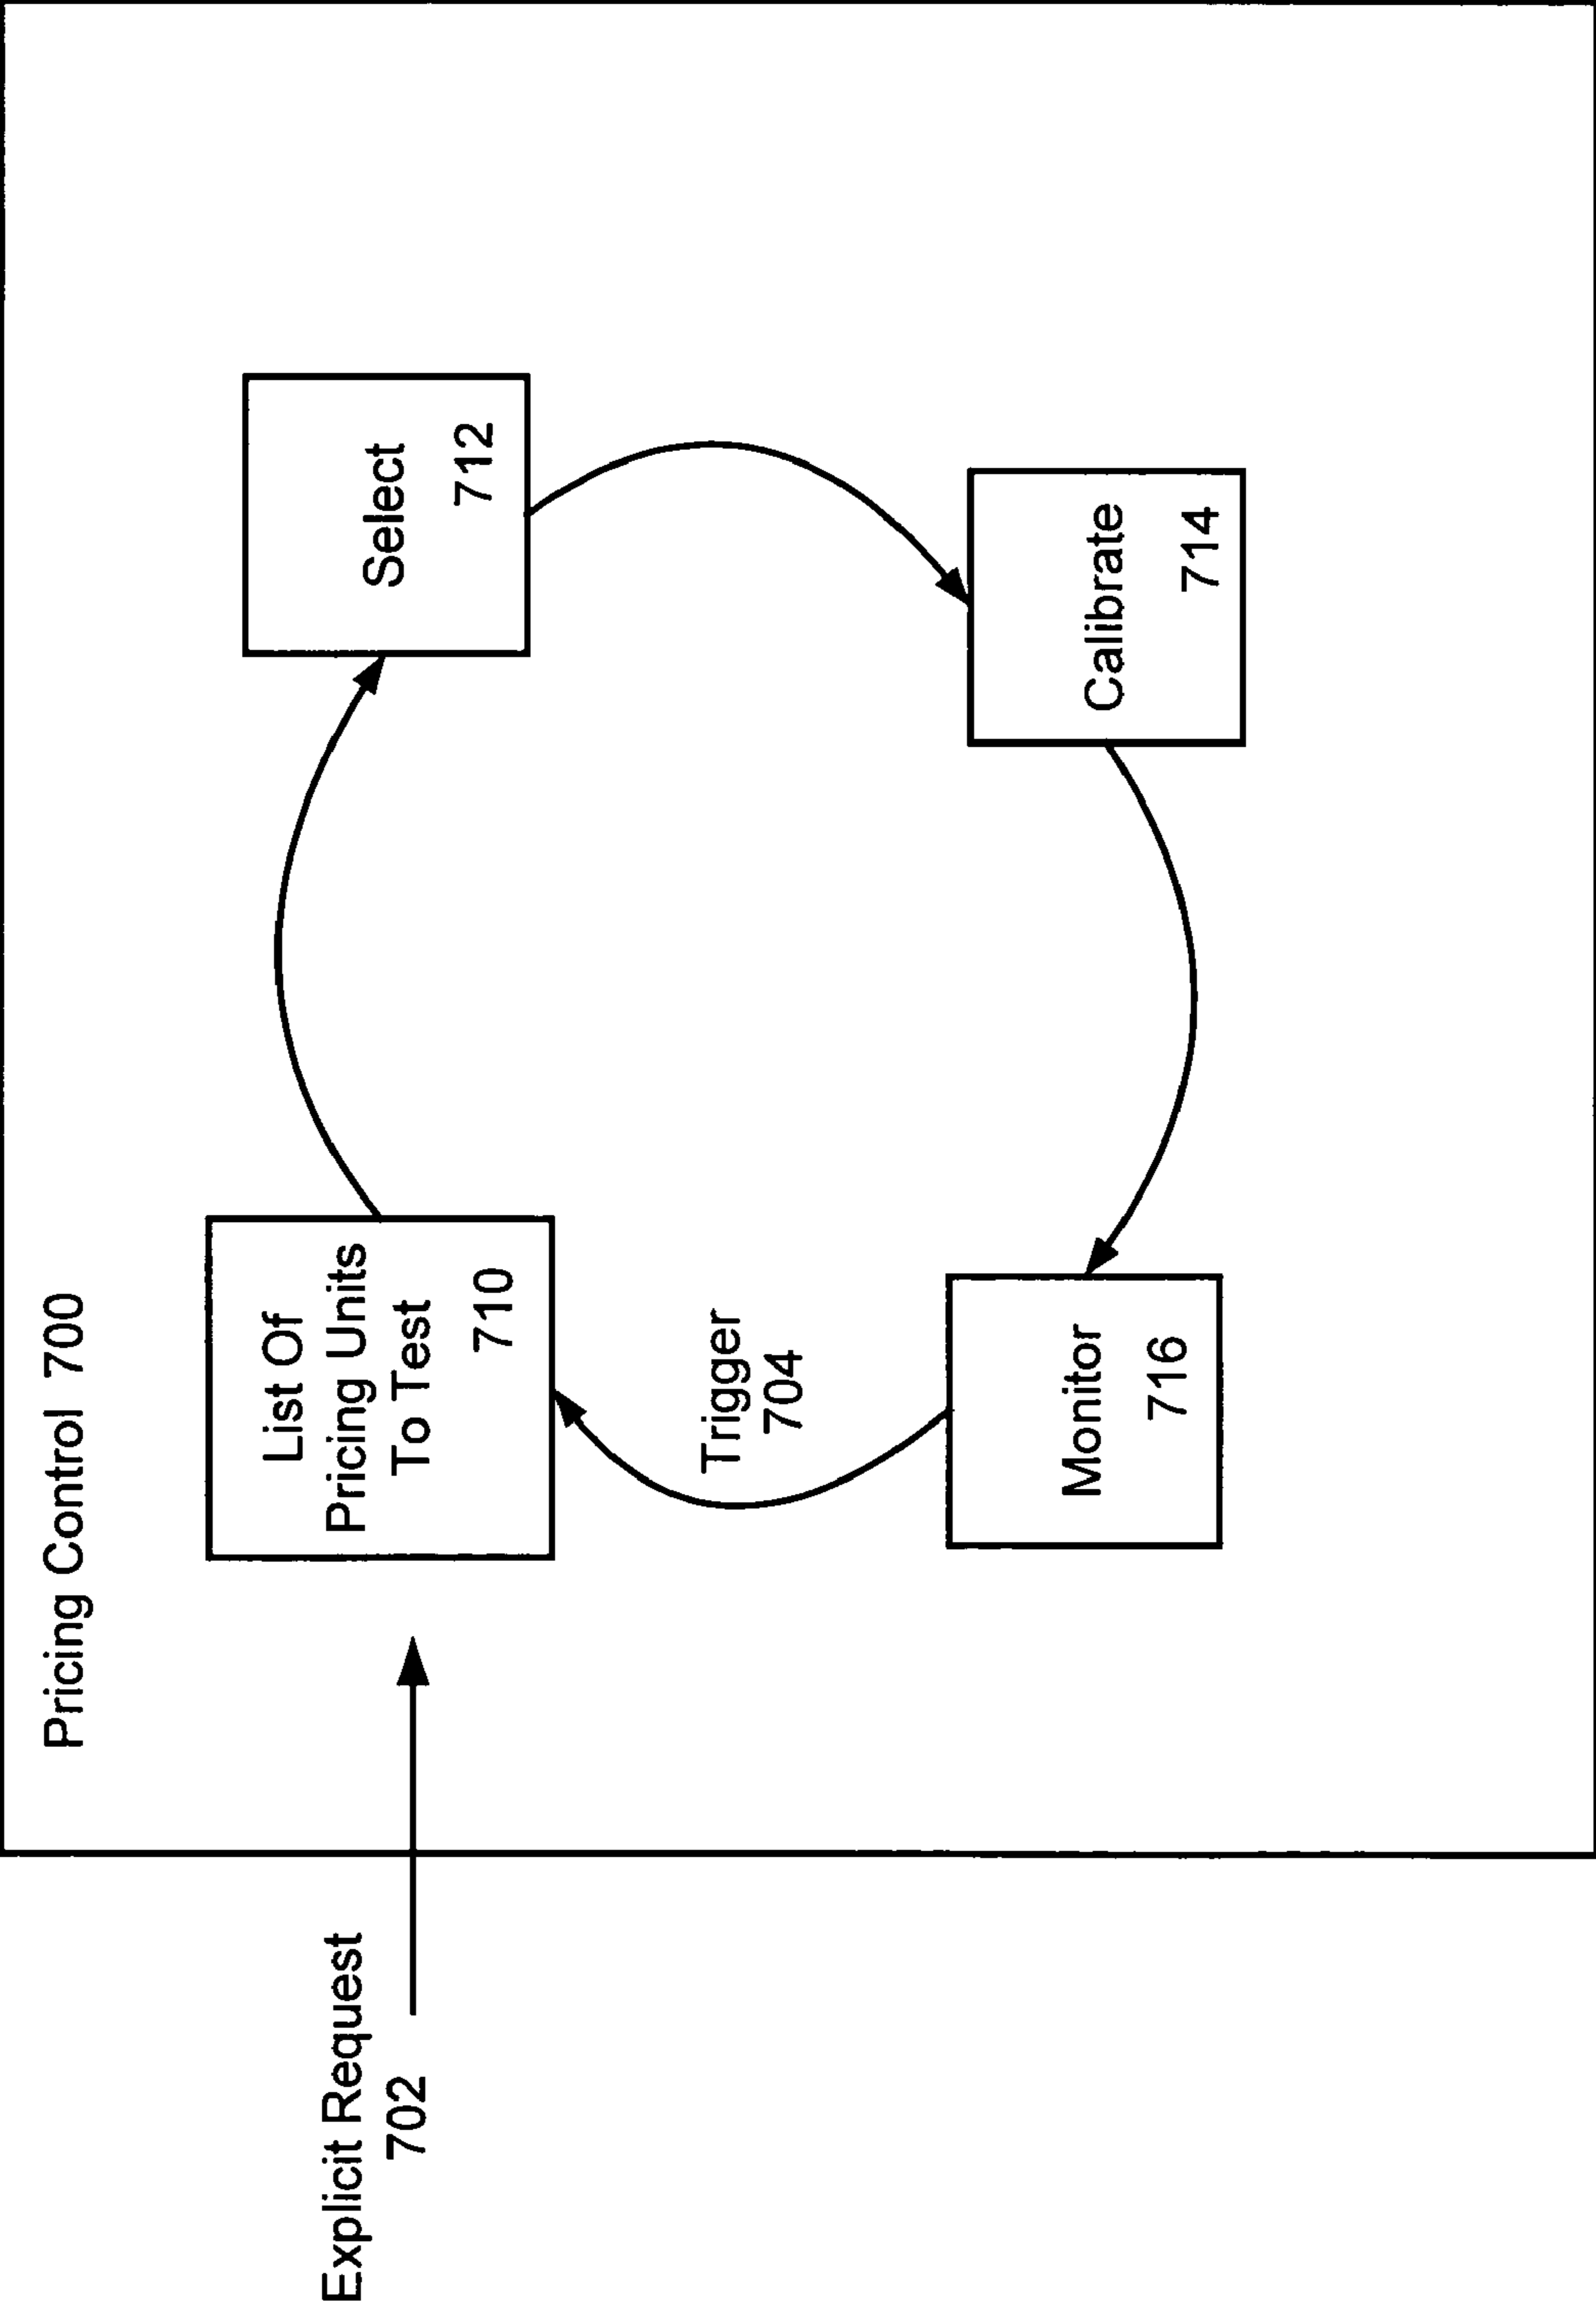 Pricing Control 700
Explicit Request
702
List Of
Pricing Units
To Test
710
Select
712
Trigger
704
Monitor
716
Calibrate
714